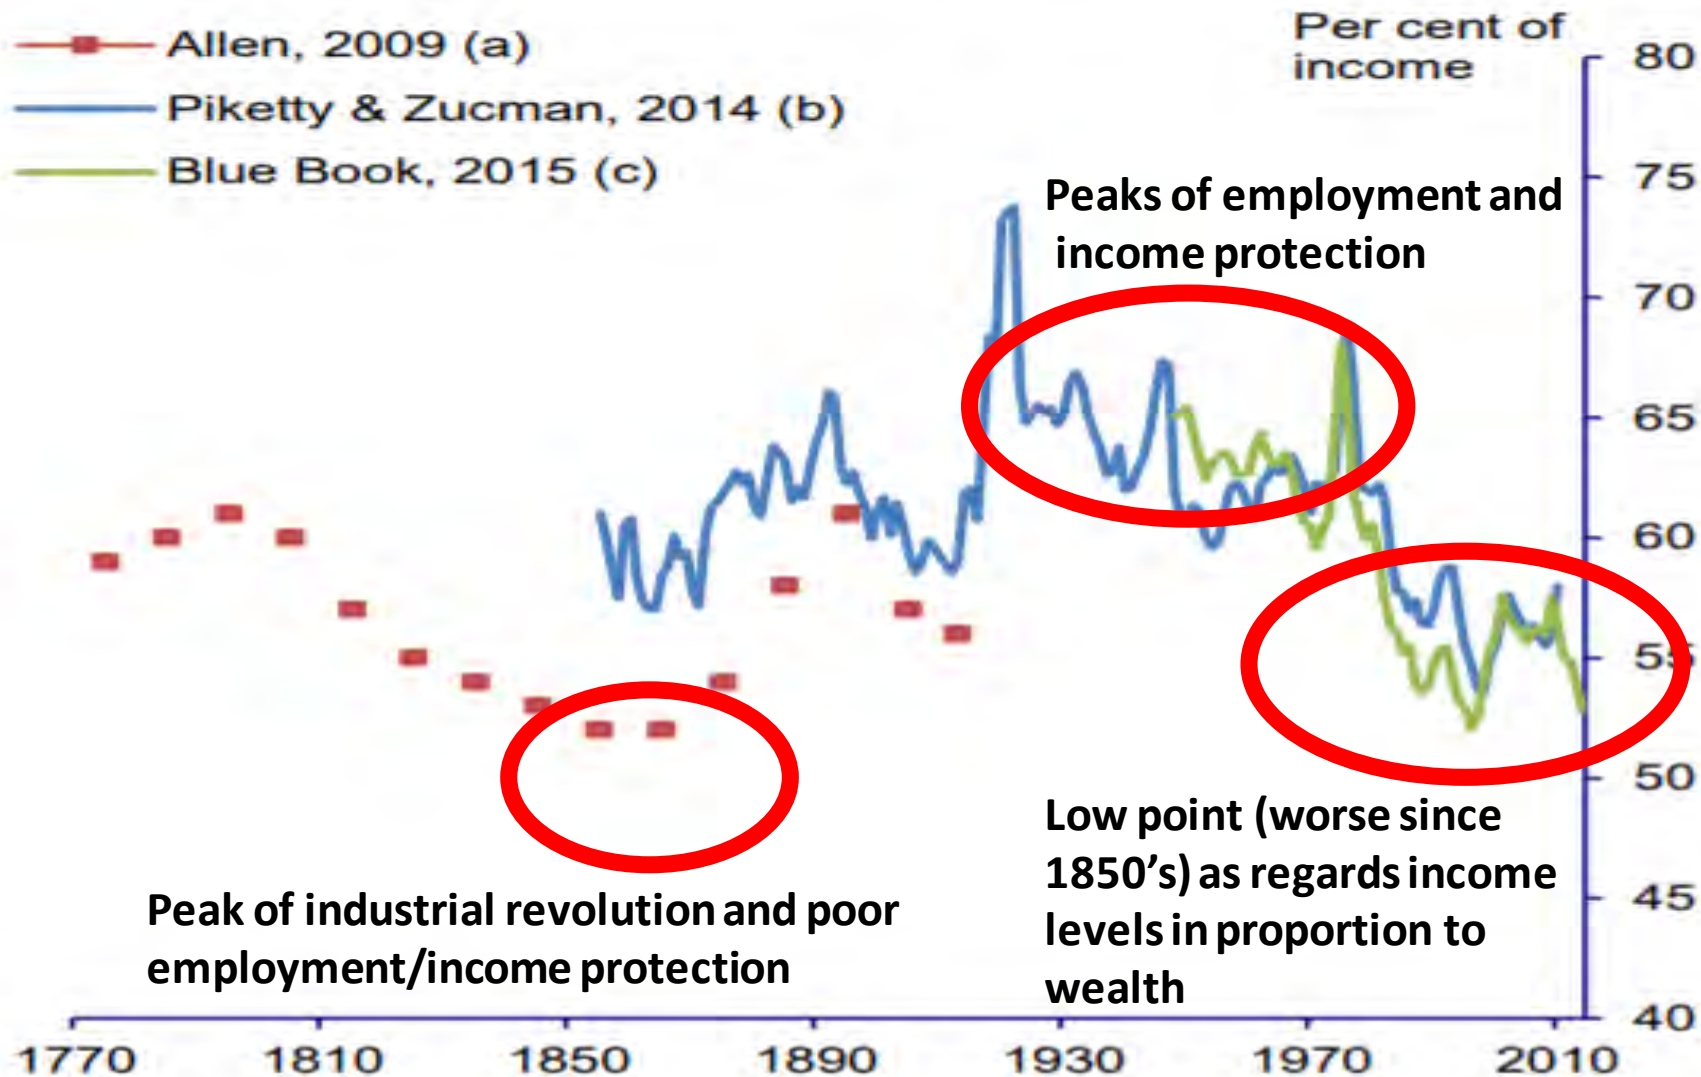 Allen, 2009 (a)
Piketty & Zucman, 2014 (b)
Blue Book, 2015 (c)
Per cent of
income
80
75
70
65
60
55
50
45
40
Peaks of employment and
income protection
Low point (worse since
1850’s) as regards income
levels in proportion to
wealth
Peak of industrial revolution and poor
employment/income protection
1770 1810 1850 1890 1930 1970 2010